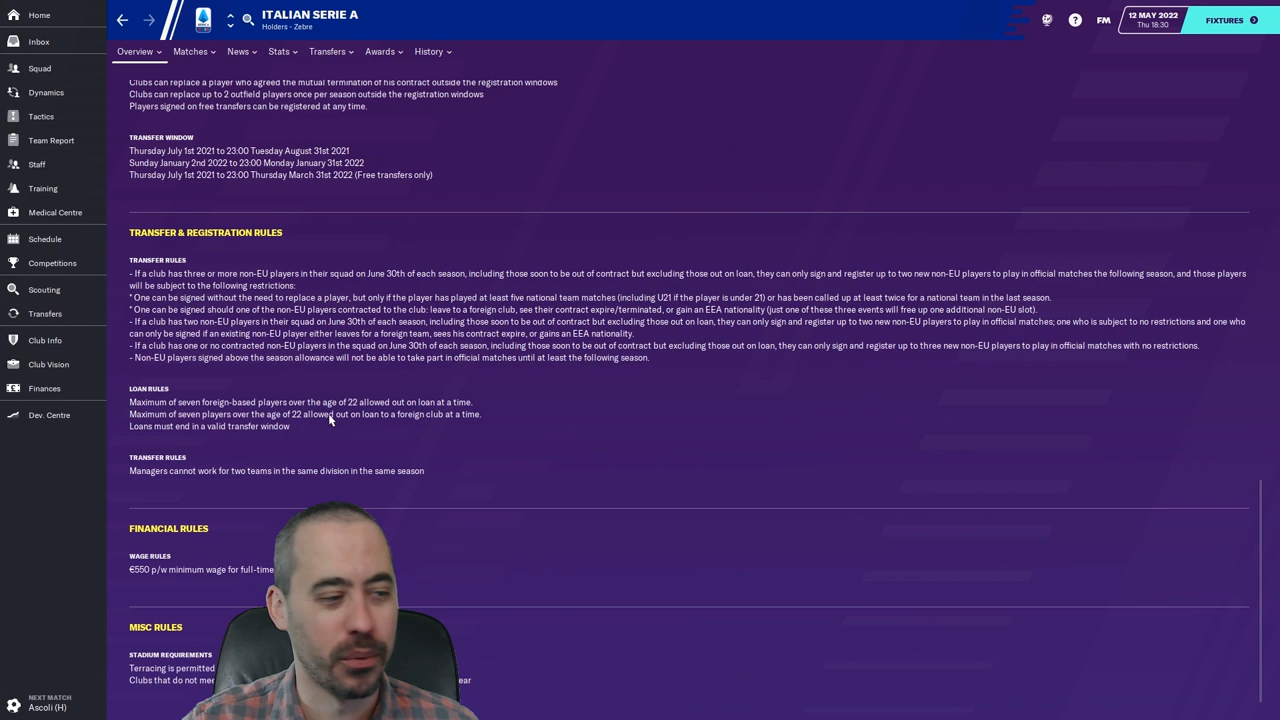 Home
ITALIAN SERIE A
Holders - Zebre
? FM
12 MAY 2022
Thu 18:30
FIXTURES
Inbox
Overview Matches News Stats Transfers Awards History
Squad
Dynamics
Tactics
Team Report
Staff
Training
Medical Centre
Schedule
Competitions
Scouting
Transfers
Club Info
Club Vision
Finances
Dev. Centre
NEXT MATCH
Ascoli (H)
Clubs can replace a player who agreed the mutual termination of his contract outside the registration windows
Clubs can replace up to 2 outfield players once per season outside the registration windows
Players signed on free transfers can be registered at any time.
TRANSFER WINDOW
Thursday July 1st 2021 to 23:00 Tuesday August 31st 2021
Sunday January 2nd 2022 to 23:00 Monday January 31st 2022
Thursday July 1st 2021 to 23:00 Thursday March 31st 2022 (Free transfers only)
TRANSFER & REGISTRATION RULES
TRANSFER RULES
- If a club has three or more non-EU players in their squad on June 30th of each season, including those soon to be out of contract but excluding those out on loan, they can only sign and register up to two new non-EU players to play in official matches the following season, and those players
will be subject to the following restrictions:
* One can be signed without the need to replace a player, but only if the player has played at least five national team matches (including U21 if the player is under 21) or has been called up at least twice for a national team in the last season.
* One can be signed should one of the non-EU players contracted to the club: leave to a foreign club, see their contract expire/terminated, or gain an EEA nationality (just one of these three events will free up one additional non-EU slot).
- If a club has two non-EU players in their squad on June 30th of each season, including those soon to be out of contract but excluding those out on loan, they can only sign and register up to two new non-EU players to play in official matches; one who is subject to no restrictions and one who
can only be signed if an existing non-EU player either leaves for a foreign team, sees his contract expire, or gains an EEA nationality.
- If a club has one or no contracted non-EU players in the squad on June 30th of each season, including those soon to be out of contract but excluding those out on loan, they can only sign and register up to three new non-EU players to play in official matches with no restrictions.
- Non-EU players signed above the season allowance will not be able to take part in official matches until at least the following season.
LOAN RULES
Maximum of seven foreign-based players over the age of 22 allowed out on loan at a time.
Maximum of seven players over the age of 22 allowed out on loan to a foreign club at a time.
Loans must end in a valid transfer window
TRANSFER RULES
Managers cannot work for two teams in the same division in the same season
FINANCIAL RULES
WAGE RULES
€550 p/w minimum wage for full-time
MISC RULES
STADIUM REQUIREMENTS
Terracing is permitted
Clubs that do not mee ear